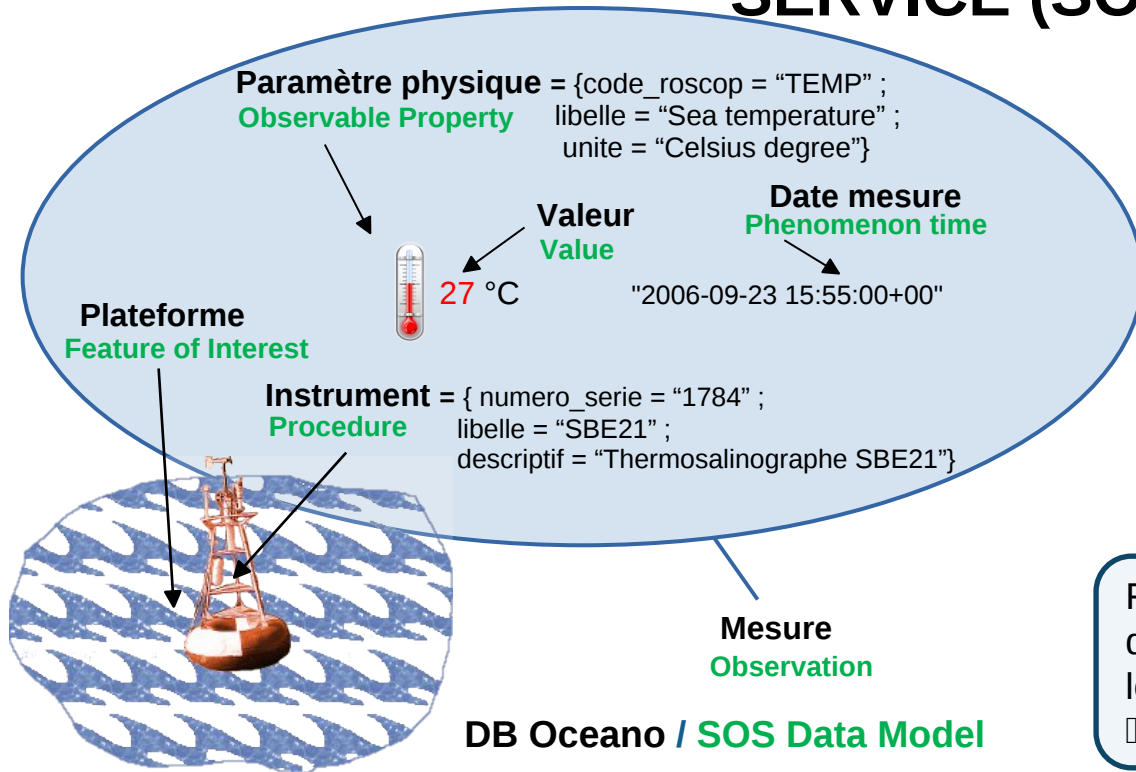 SERVICE (SO
Paramètre physique = {code_roscop = “TEMP” ;
Observable Property
libelle = “Sea temperature” ;
unite = “Celsius degree”}
Date mesure
Phenomenon time
Valeur
Value
27 °C
"2006-09-23 15:55:00+00"
Plateforme
Feature of Interest
Instrument = { numero_serie = “1784” ;
Procedure
libelle = “SBE21” ;
descriptif = “Thermosalinographe SBE21”}
Mesure
Observation
DB Oceano / SOS Data Model